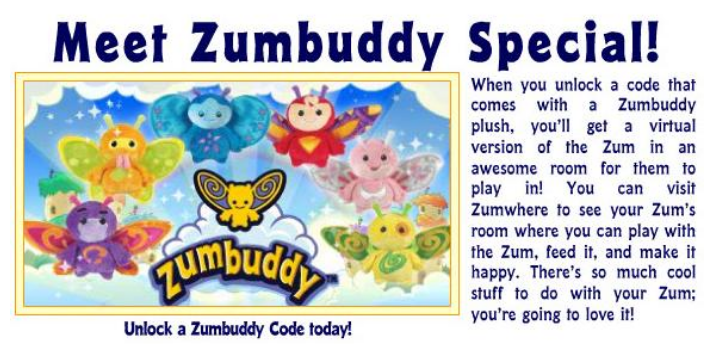 Meet Zumbuddy Special!
When you unlock a code that
comes with a Zumbuddy
plush, you'll get a virtual
version of the Zum in an
awesome room for them to
play in! You can visit
Zumwhere to see your Zum's
room where you can play with
the Zum, feed it, and make it
happy. There's so much cool
stuff to do with your Zum;
you're going to love it!
zumbuddy™
Unlock a Zumbuddy Code today!